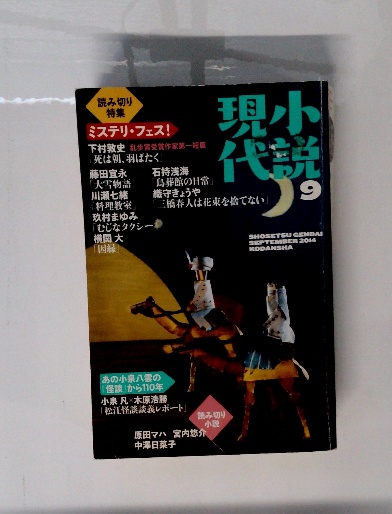 小説
現代
9
SHOSETSU GENDAI
SEPTEMBER 2014
KODANSHA
読み切り
特集
ミステリ・フェス!
下村敦史 乱歩賞受賞作家第一短編
「死は朝、羽ばたく」
藤田宜永
「大雪物語」
石持浅海
「鳥葬館の日常」
川瀬七緒
「料理教室」
織守きょうや
「三橋春人は花束を捨てない」
玖村まゆみ
「むじなタクシー」
横関 大
「因縁」
あの小泉八雲の
「怪談」から110年
小泉 凡×木原浩勝
「松江怪談談義レポート」
読み切り
小説
原田マハ 宮内悠介
中澤日菜子